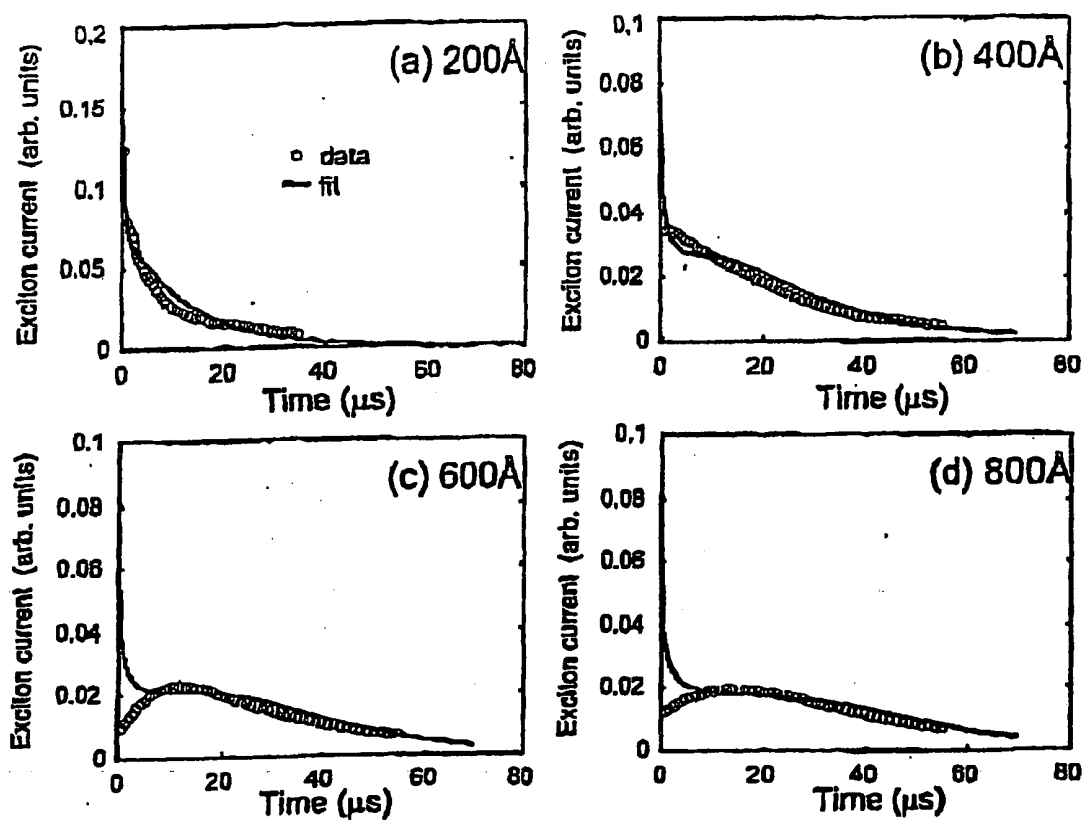 (a) 200Å
Exciton current (arb. units)
0,2
0.15
0.1
0.05
0
data
fit
0 20 40 60 80
Time (μs)
(b) 400Å
Exciton current (arb. units)
0,1
0.08
0,06
0.04
0.02
0
0 20 40 60 80
Time (μs)
(c) 600Å
Exciton current (arb. units)
0.1
0.08
0.06
0.04
0.02
0
0 20 40 60 80
Time (μs)
(d) 800Å
Exciton current (arb. units)
0,1
0.08
0.06
0.04
0.02
0
0 20 40 60 80
Time (μs)